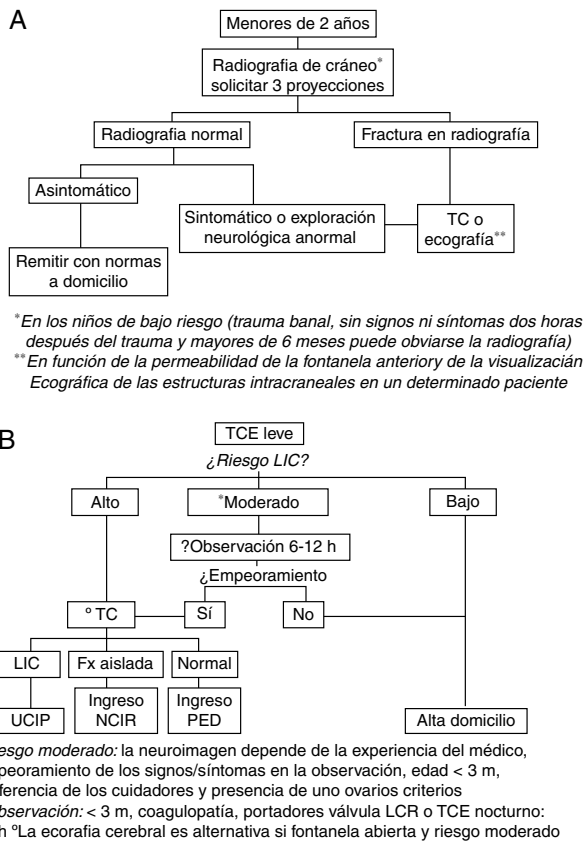 A
Menores de 2 años
Radiografia de cráneo*
solicitar 3 proyecciones
Radiografia normal
Fractura en radiografía
Asintomático
Sintomático o exploración
neurológica anormal
TC o
ecografía**
Remitir con normas
a domicilio
*En los niños de bajo riesgo (trauma banal, sin signos ni síntomas dos horas
después del trauma y mayores de 6 meses puede obviarse la radiografía)
**En función de la permeabilidad de la fontanela anteriory de la visualizacián
Ecográfica de las estructuras intracraneales en un determinado paciente
B
TCE leve
¿Riesgo LIC?
Alto
*Moderado
Bajo
?Observación 6-12 h
¿Empeoramiento
º TC
Sí
No
LIC
Fx aislada
Normal
UCIP
Ingreso
NCIR
Ingreso
PED
Alta domicilio
esgo moderado: la neuroimagen depende de la experiencia del médico,
peoramiento de los signos/síntomas en la observación, edad < 3 m,
ferencia de los cuidadores y presencia de uno ovarios criterios
bservación: < 3 m, coagulopatía, portadores válvula LCR o TCE nocturno:
h ºLa ecorafia cerebral es alternativa si fontanela abierta y riesgo moderado